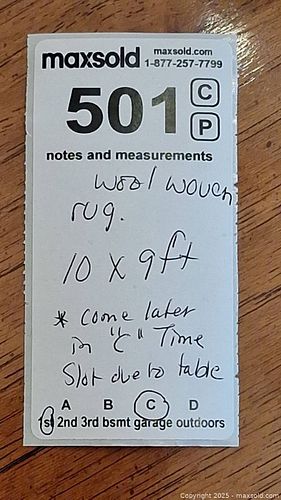 maxsold maxsold.com
1-877-257-7799
501 C
P
notes and measurements
wool woven
rug.
10 x 9ft
* come later
in "C" Time
Slot due to table
A B C D
1st 2nd 3rd bsmt garage outdoors
Copyright 2025 - maxsold.com